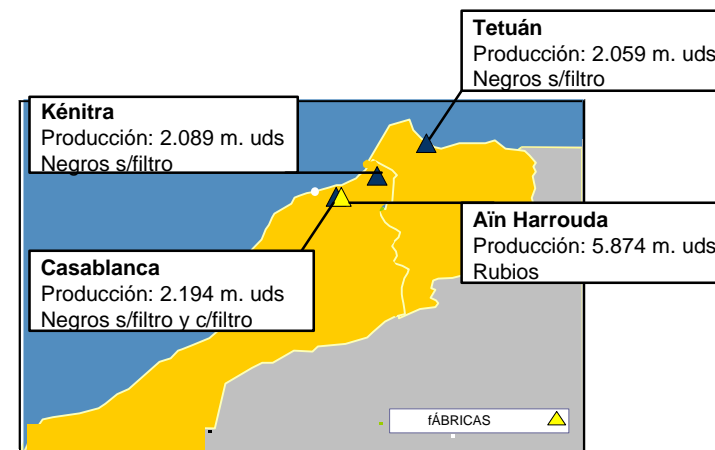 Tetuán
Producción: 2.059 m. uds
Negros s/filtro
Kénitra
Producción: 2.089 m. uds
Negros s/filtro
Aïn Harrouda
Producción: 5.874 m. uds
Rubios
Casablanca
Producción: 2.194 m. uds
Negros s/filtro y c/filtro
fÁBRICAS